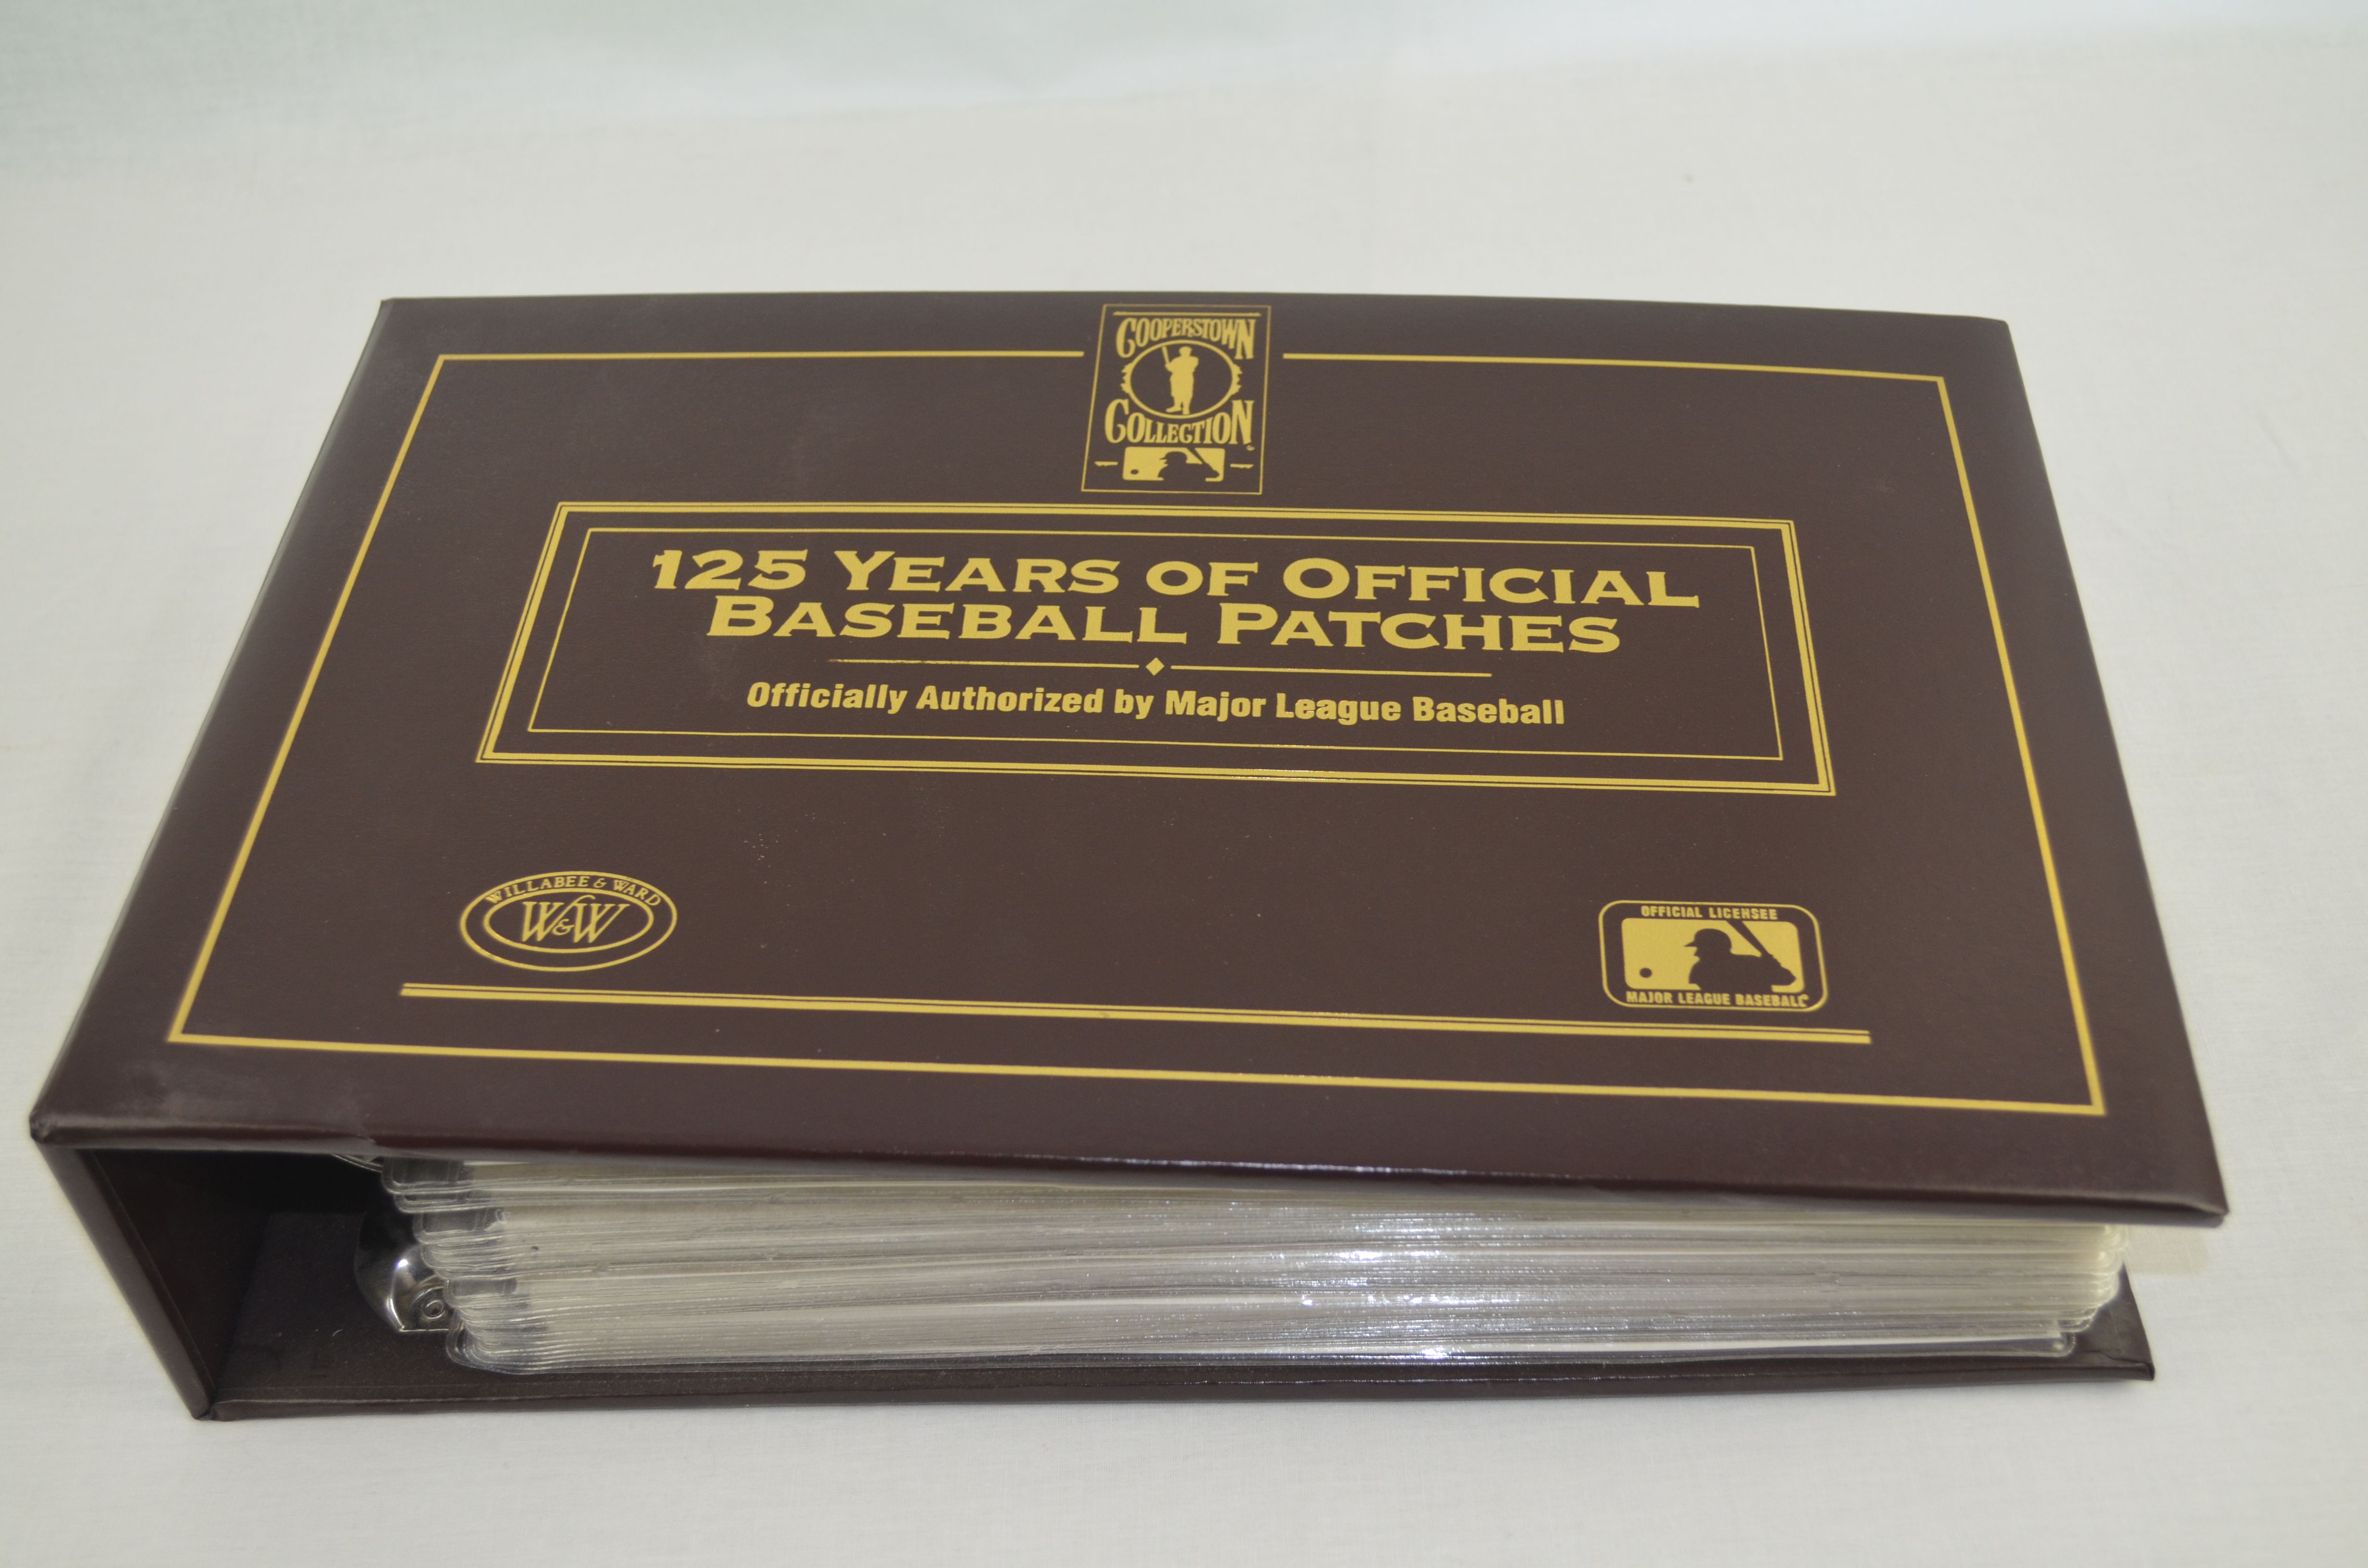 COOPERSTOWN
COLLECTION
125 YEARS OF OFFICIAL
BASEBALL PATCHES
Officially Authorized by Major League Baseball
WILLABEE & WARD
W&W
OFFICIAL LICENSEE
MAJOR LEAGUE BASEBALL